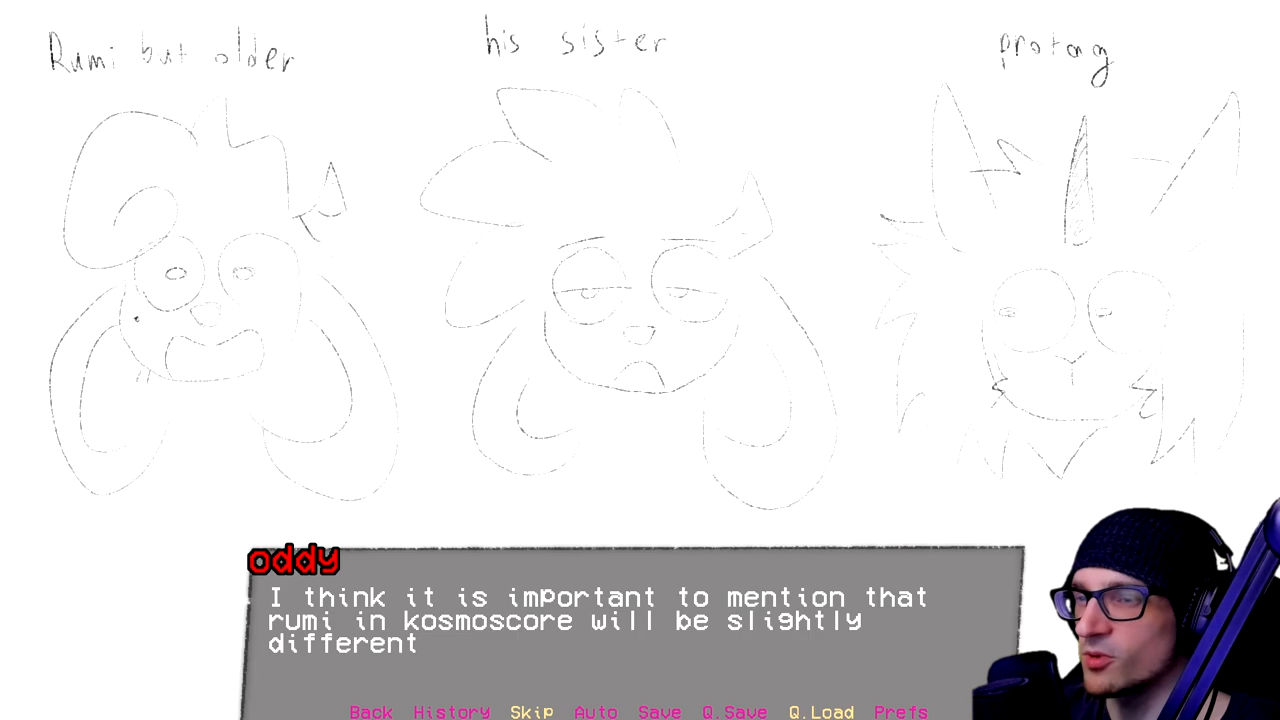 Rumi but older
his sister
protag
oddy
I think it is important to mention that
rumi in kosmoscore will be slightly
different
Back History Skip Auto Save Q.Save Q.Load Prefs